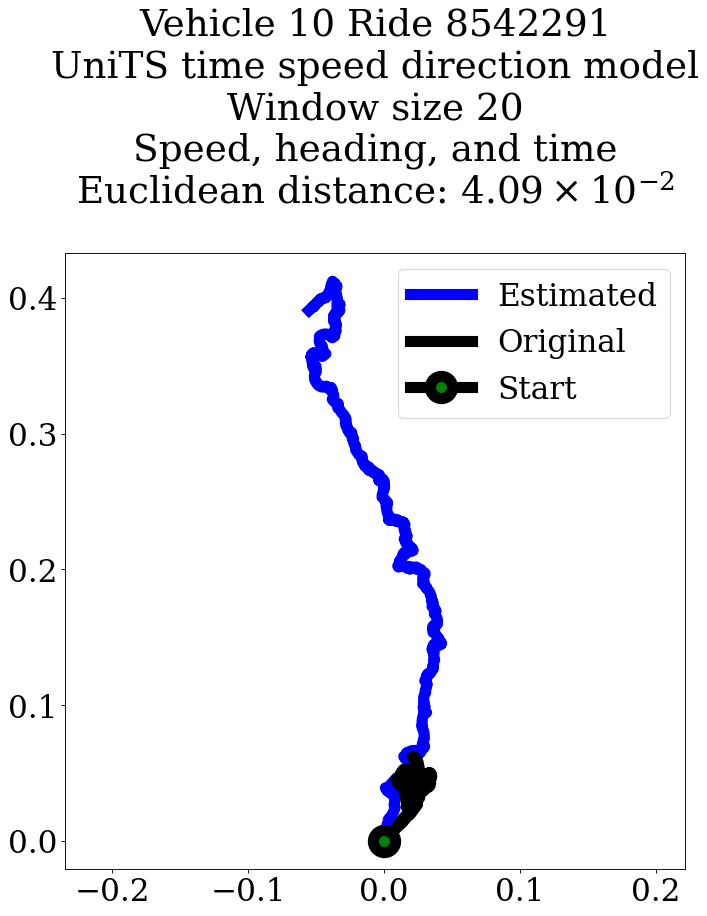 Vehicle 10 Ride 8542291
UniTS time speed direction model
Window size 20
Speed, heading, and time
Euclidean distance: 4.09 × 10⁻²
Estimated
Original
Start
0.4
0.3
0.2
0.1
0.0
−0.2 −0.1 0.0 0.1 0.2